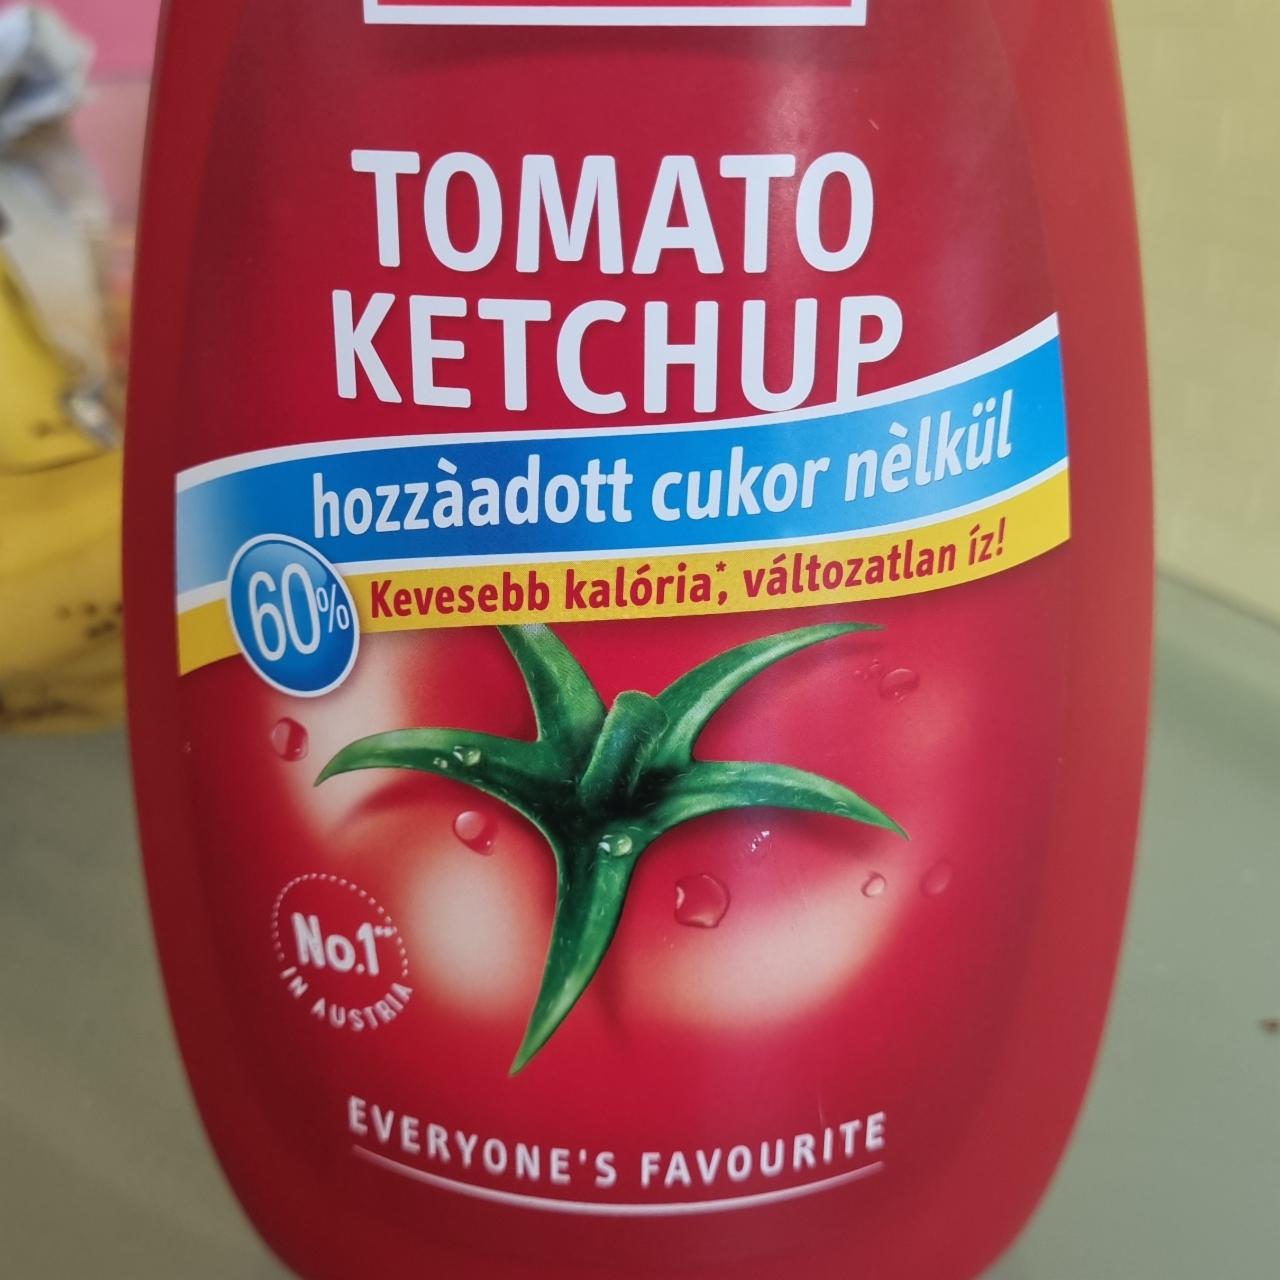 TOMATO
KETCHUP
hozzàadott cukor nèlkül
60% Kevesebb kalória*, változatlan íz!
No.1**
IN AUSTRIA
EVERYONE'S FAVOURITE